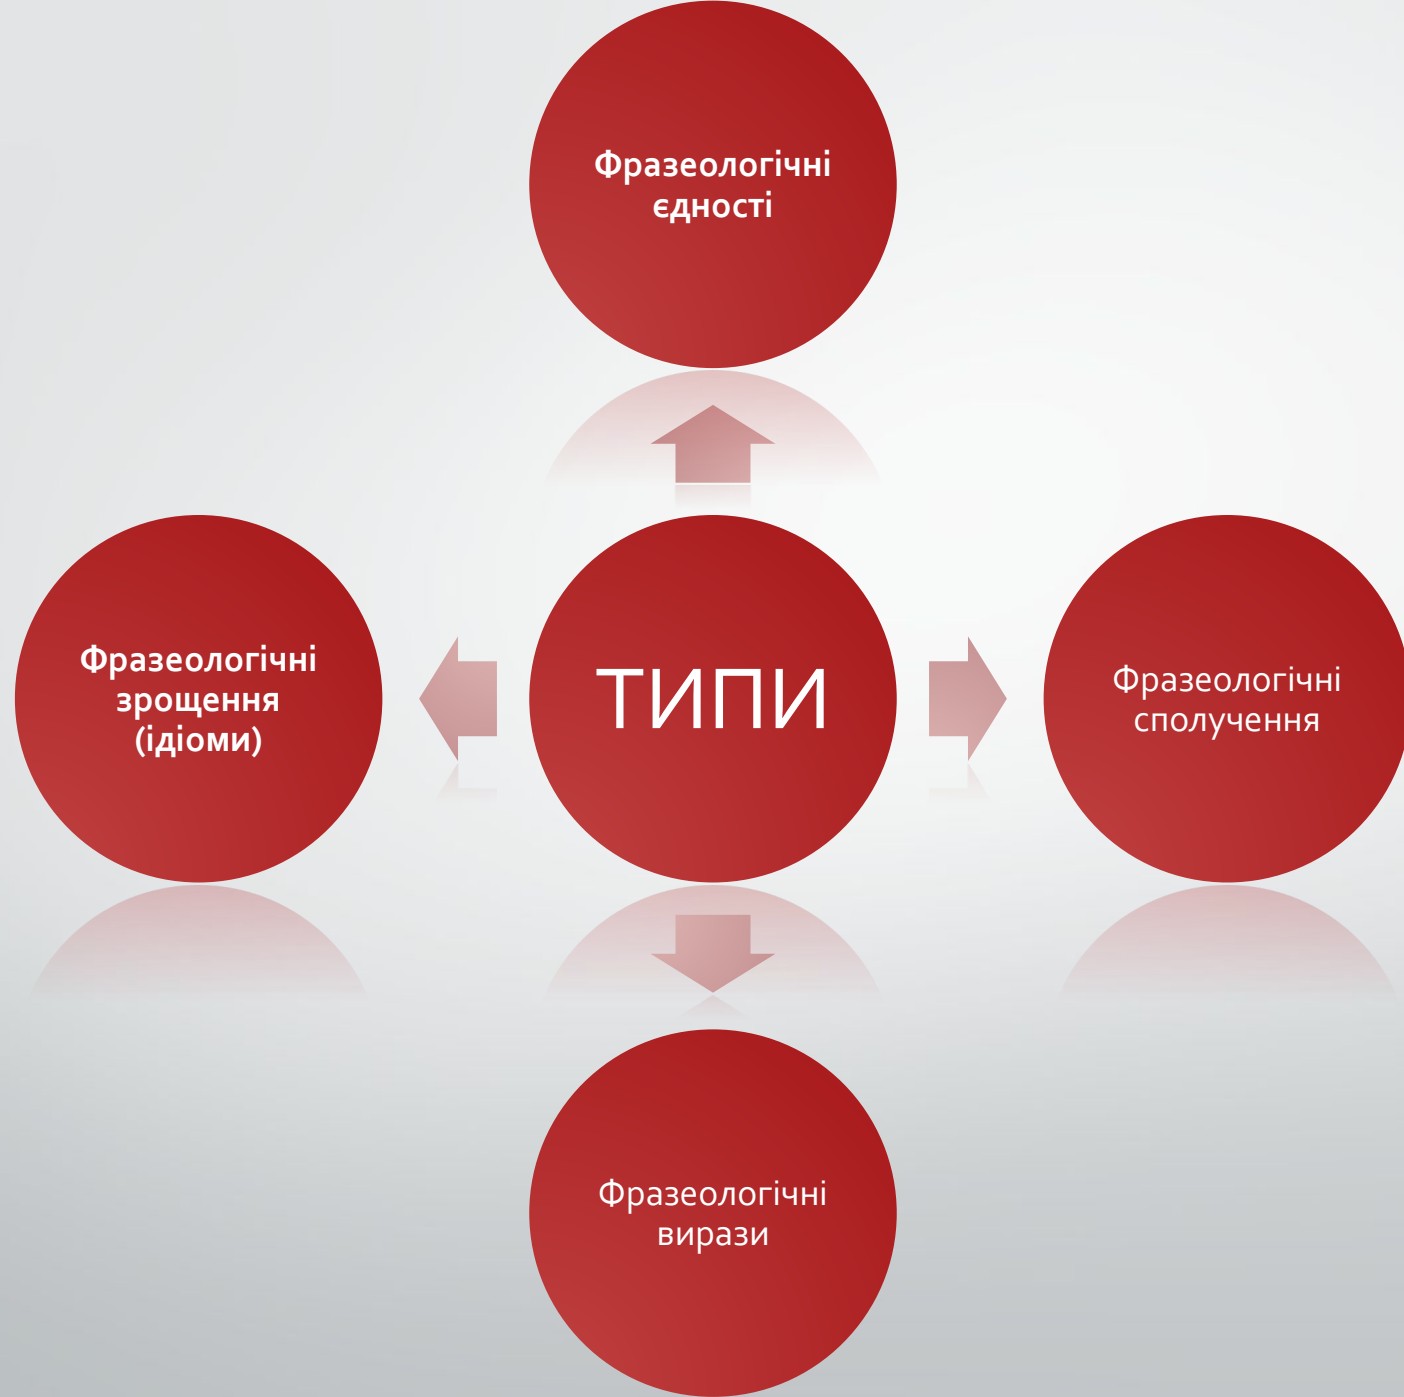 Фразеологічні
єдності
Фразеологічні
зрощення
(ідіоми)
ТИПИ
Фразеологічні
сполучення
Фразеологічні
вирази